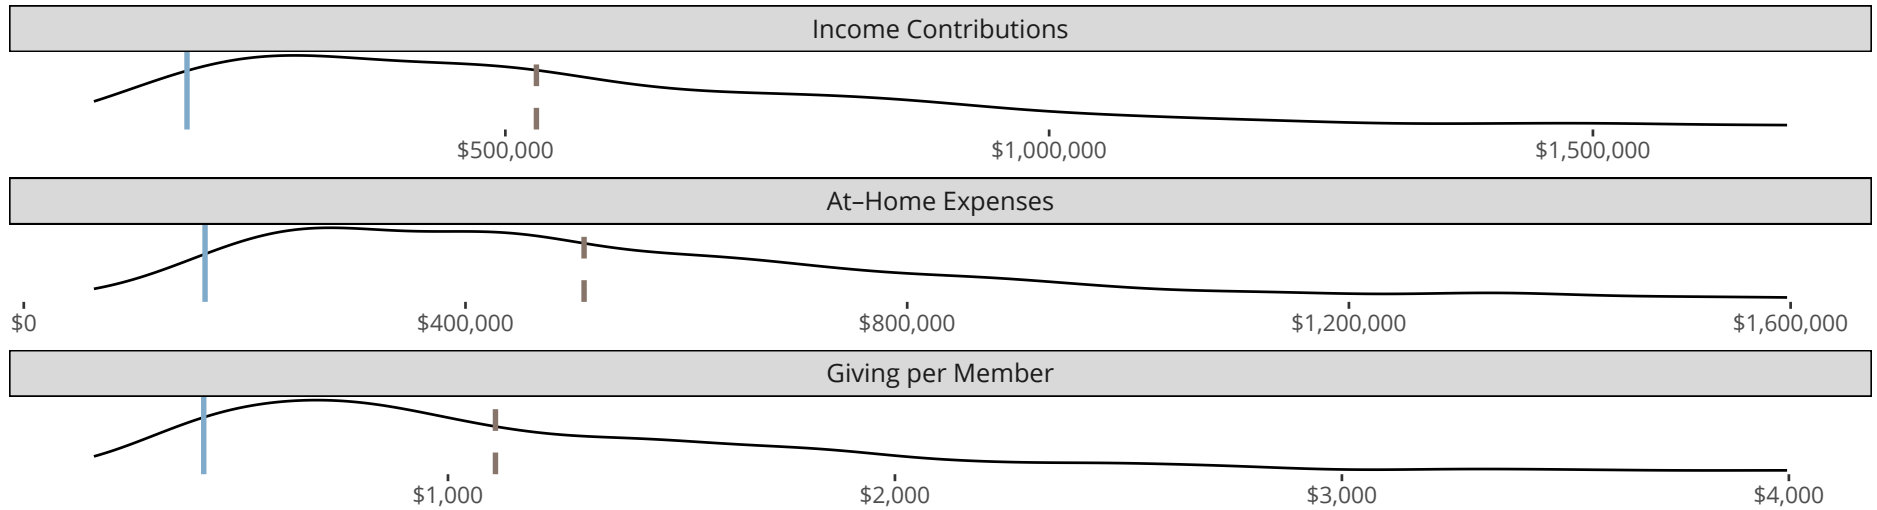 Income Contributions
$500,000 $1,000,000 $1,500,000
At–Home Expenses
$0 $400,000 $800,000 $1,200,000 $1,600,000
Giving per Member
$1,000 $2,000 $3,000 $4,000